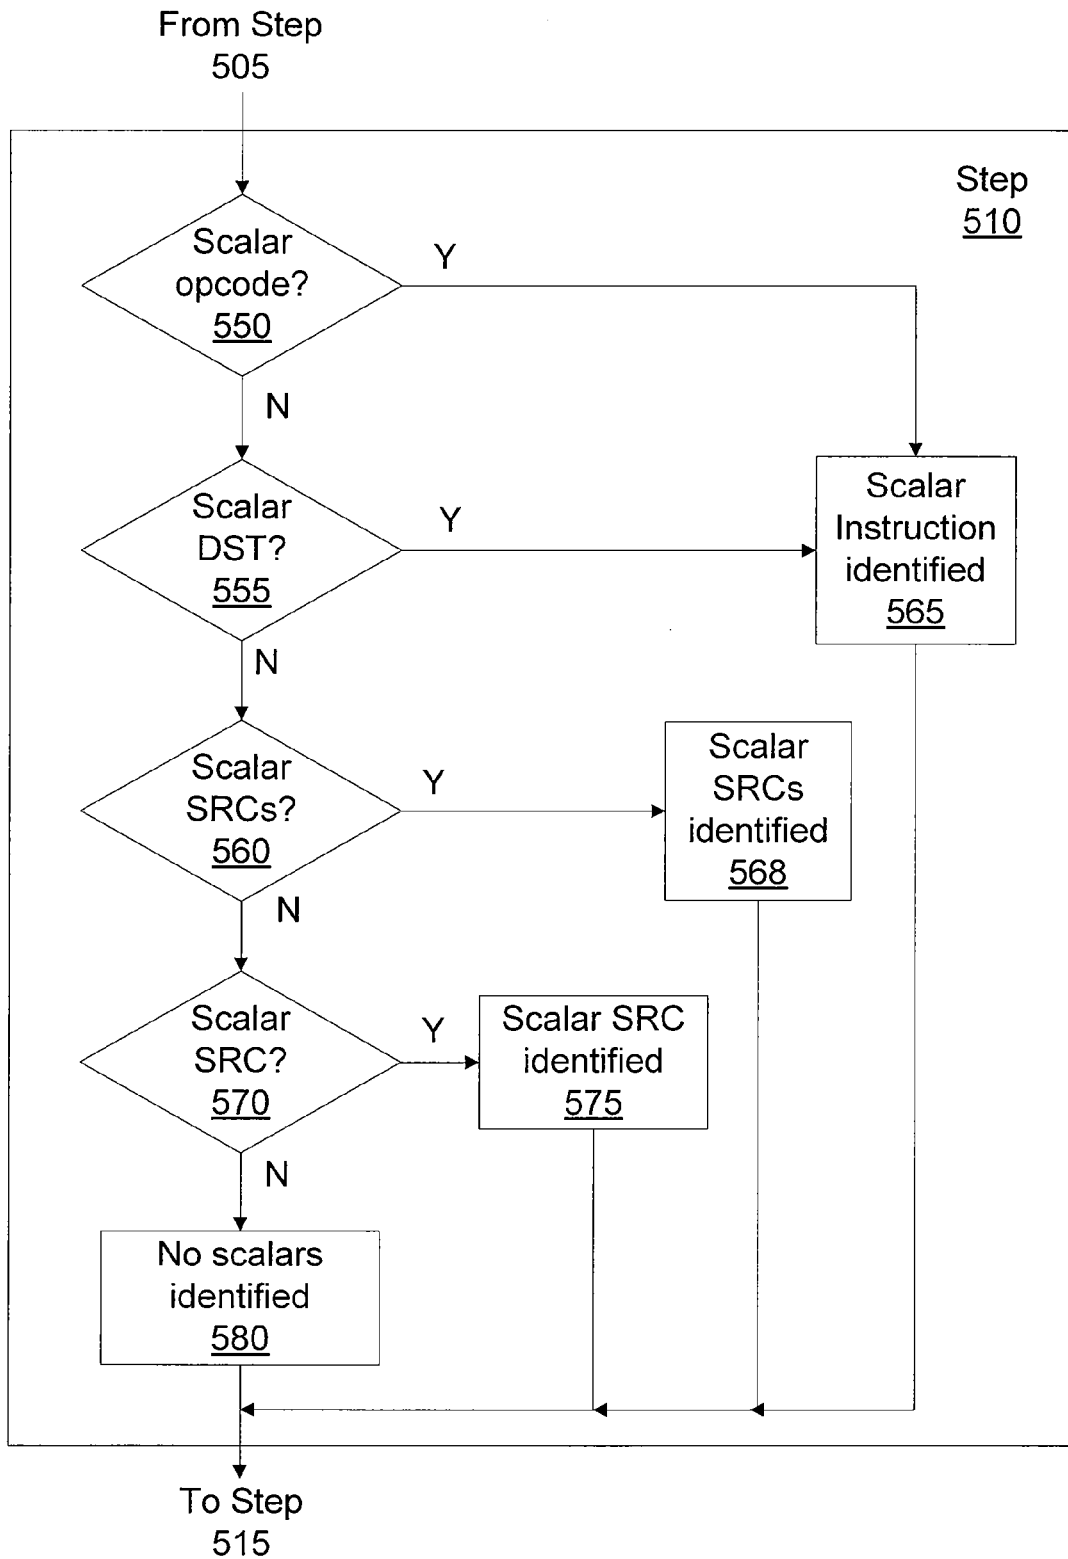 From Step
505
Step
510
Scalar
opcode?
550
Y
N
Scalar
DST?
555
Y
Scalar
Instruction
identified
565
N
Scalar
SRCs?
560
Y
Scalar
SRCs
identified
568
N
Scalar
SRC?
570
Y
Scalar SRC
identified
575
N
No scalars
identified
580
To Step
515